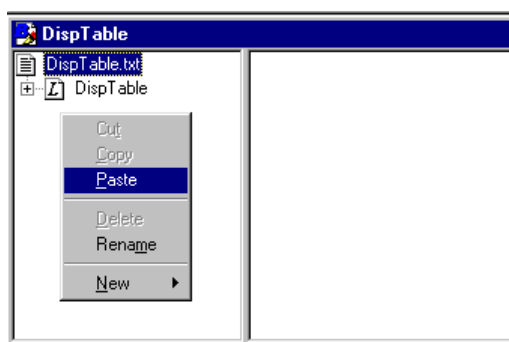 DispTable
DispTable.txt
DispTable
Cut
Copy
Paste
Delete
Rename
New